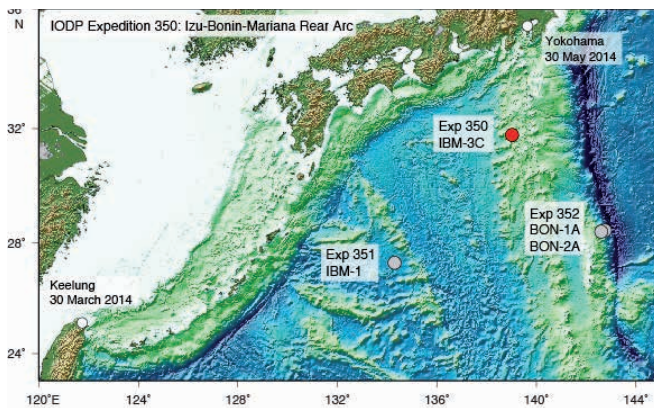 36°
N
IODP Expedition 350: Izu-Bonin-Mariana Rear Arc
Yokohama
30 May 2014
Exp 350
IBM-3C
32°
Exp 352
BON-1A
BON-2A
28°
Exp 351
IBM-1
Keelung
30 March 2014
24°
120˚E 124˚ 128˚ 132˚ 136˚ 140˚ 144˚